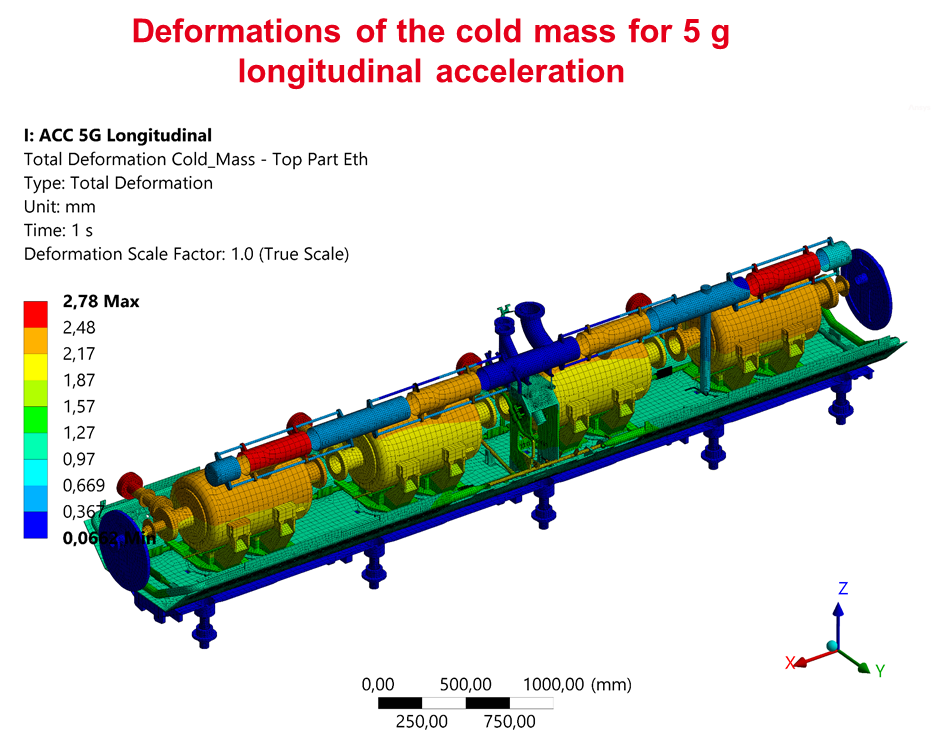 Deformations of the cold mass for 5 g
longitudinal acceleration
I: ACC 5G Longitudinal
Total Deformation Cold_Mass - Top Part Eth
Type: Total Deformation
Unit: mm
Time: 1 s
Deformation Scale Factor: 1.0 (True Scale)
2,78 Max
2,48
2,17
1,87
1,57
1,27
0,97
0,669
0,367
Min
Z
X
Y
0,00 500,00 1000,00 (mm)
250,00 750,00